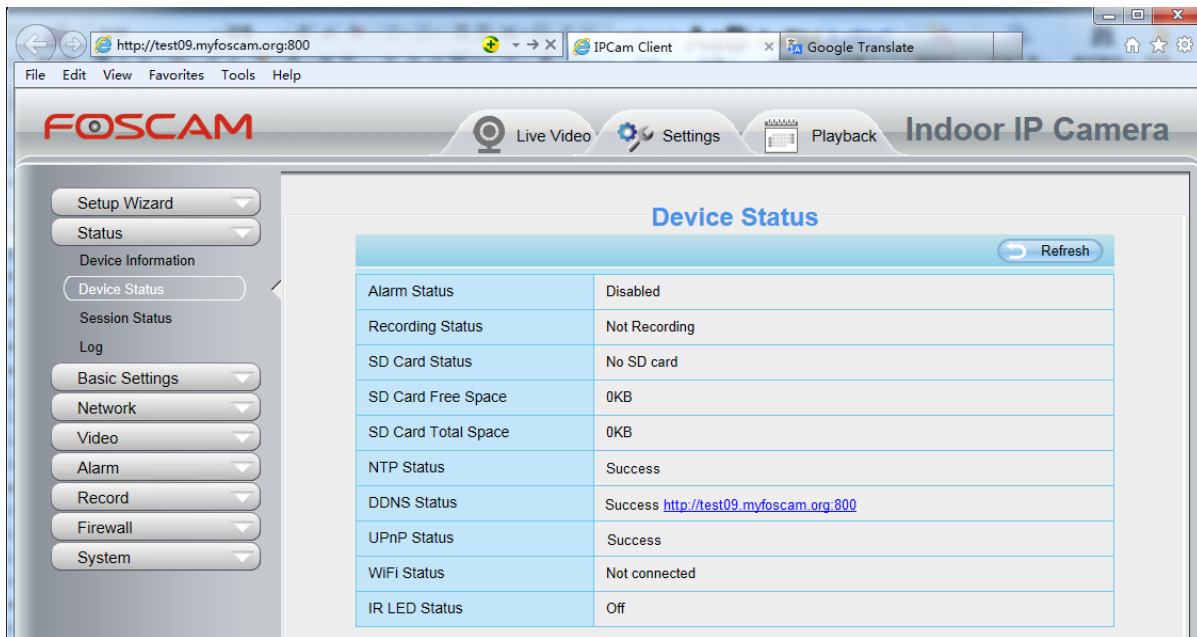 http://test09.myfoscam.org:800
IPCam Client
Google Translate
File Edit View Favorites Tools Help
FOSCAM
Live Video
Settings
Playback
Indoor IP Camera
Setup Wizard
Status
Device Information
Device Status
Session Status
Log
Basic Settings
Network
Video
Alarm
Record
Firewall
System
Device Status
Refresh
Alarm Status Disabled
Recording Status Not Recording
SD Card Status No SD card
SD Card Free Space 0KB
SD Card Total Space 0KB
NTP Status Success
DDNS Status Success http://test09.myfoscam.org:800
UPnP Status Success
WiFi Status Not connected
IR LED Status Off